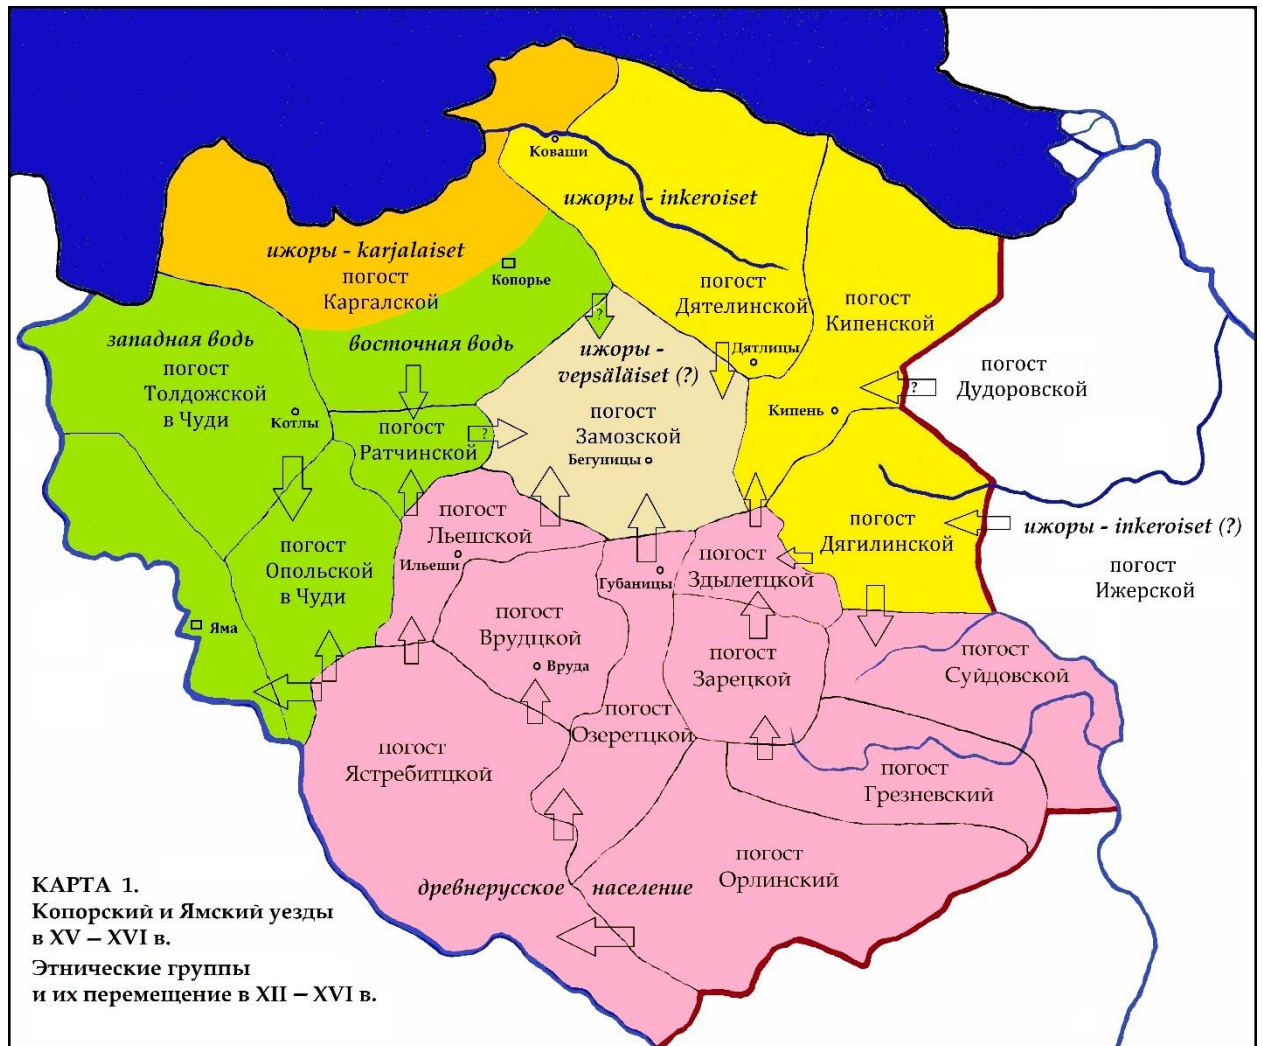 Коваши
ижоры - inkeroiset
ижоры - karjalaiset
погост
Каргалской
Копорье
погост
Дятелинской
погост
Кипенской
западная водь
погост
Толдожской
в Чуди
восточная водь
?
ижоры -
vepsäläiset (?)
Дятлицы
погост
Дудоровской
?
Котлы
погост
Ратчинской
?
погост
Замозской
Бегуницы
Кипень
погост
Льешской
Ильеши
погост
Опольской
в Чуди
погост
Дягилинской
ижоры - inkeroiset (?)
погост
Ижерской
Губаницы
погост
Здылетцкой
Яма
погост
Врудцкой
Вруда
погост
Зарецкой
погост
Суйдовской
погост
Озеретцкой
погост
Ястребитцкой
погост
Грезневский
погост
Орлинский
древнерусское население
КАРТА 1.
Копорский и Ямский уезды
в XV – XVI в.
Этнические группы
и их перемещение в XII – XVI в.